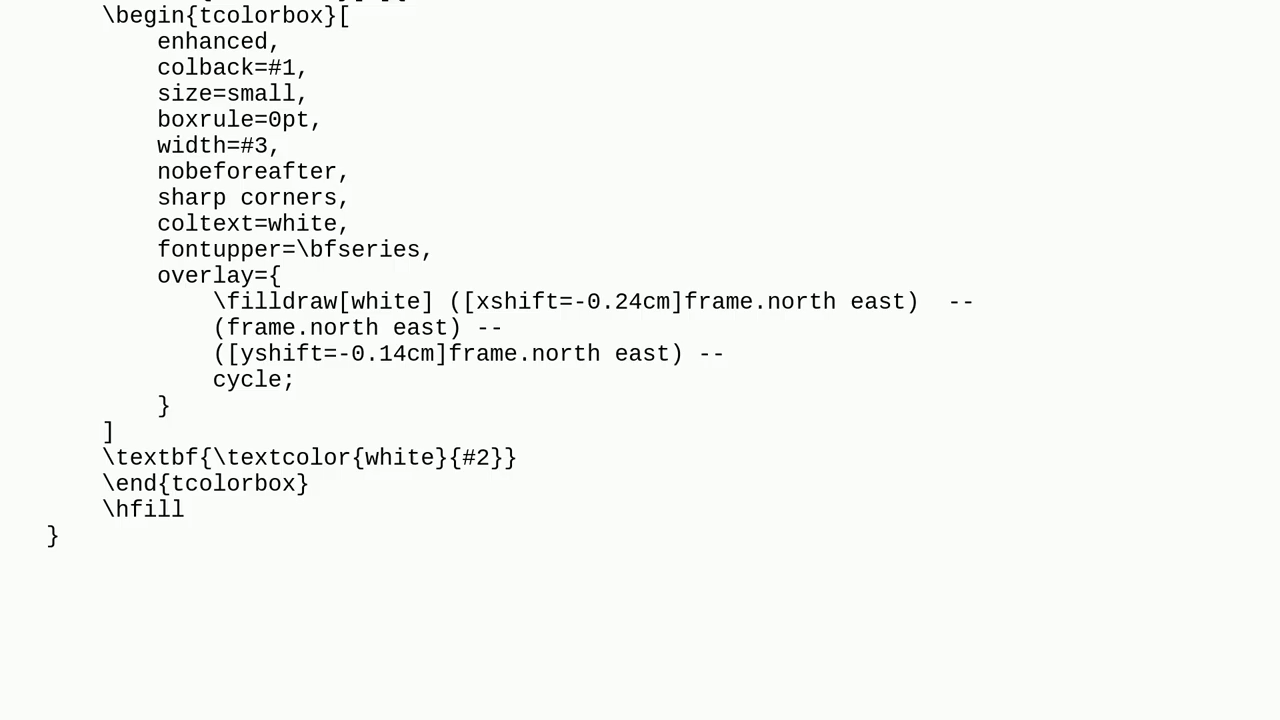 \begin{tcolorbox}[
enhanced,
colback=#1,
size=small,
boxrule=0pt,
width=#3,
nobeforeafter,
sharp corners,
coltext=white,
fontupper=\bfseries,
overlay={
\filldraw[white] ([xshift=-0.24cm]frame.north east)  --
(frame.north east) --
([yshift=-0.14cm]frame.north east) --
cycle;
}
]
\textbf{\textcolor{white}{#2}}
\end{tcolorbox}
\hfill
}